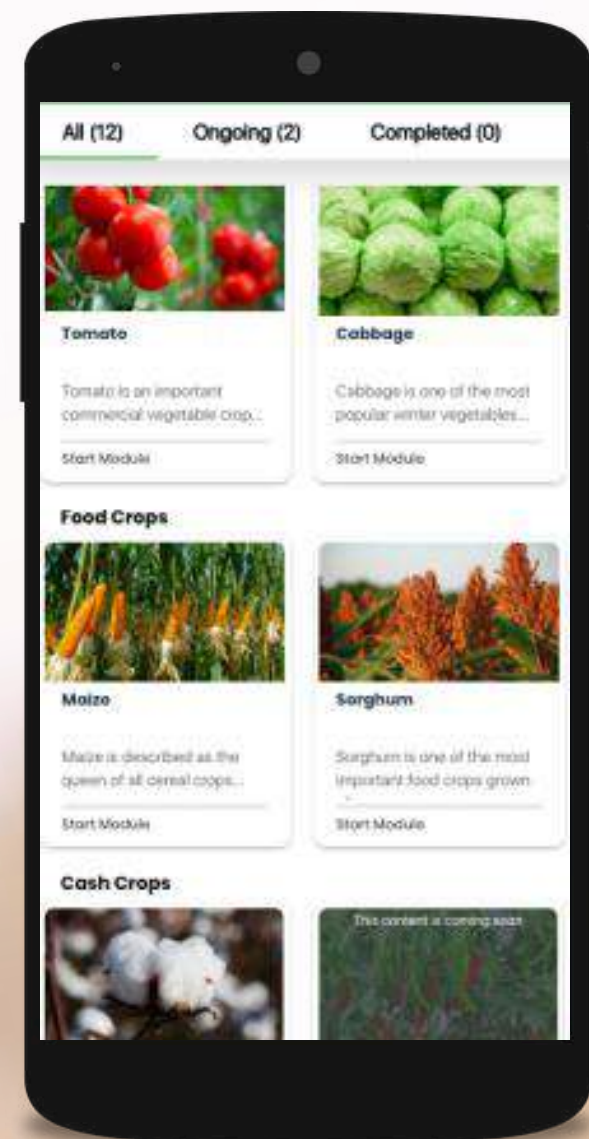 All (12) Ongoing (2) Completed (0)
Tomato
Tomato is an important
commercial vegetable crop...
Start Module
Cabbage
Cabbage is one of the most
popular winter vegetables...
Start Module
Food Crops
Maize
Maize is described as the
queen of all cereal crops...
Start Module
Sorghum
Sorghum is one of the most
important food crops grown
Start Module
Cash Crops
This content is coming soon